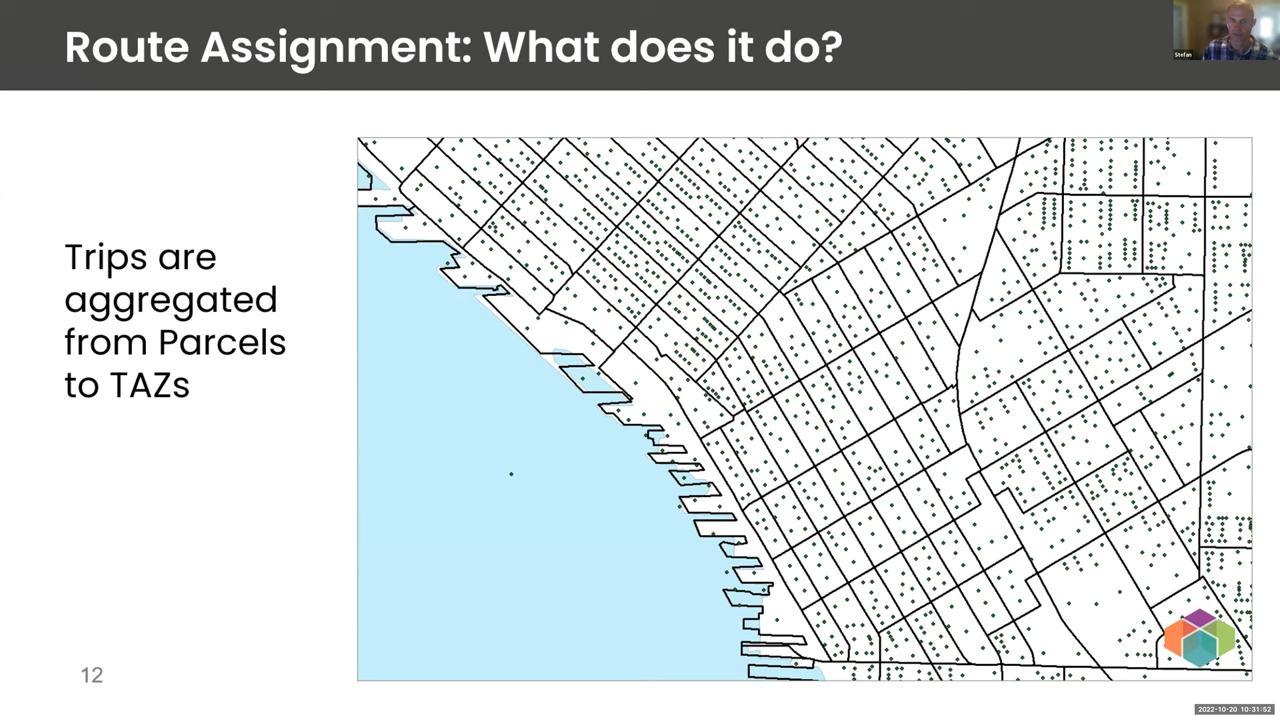 Route Assignment: What does it do?
Stefan
Trips are
aggregated
from Parcels
to TAZs
12
2022-10-20 10:31:52